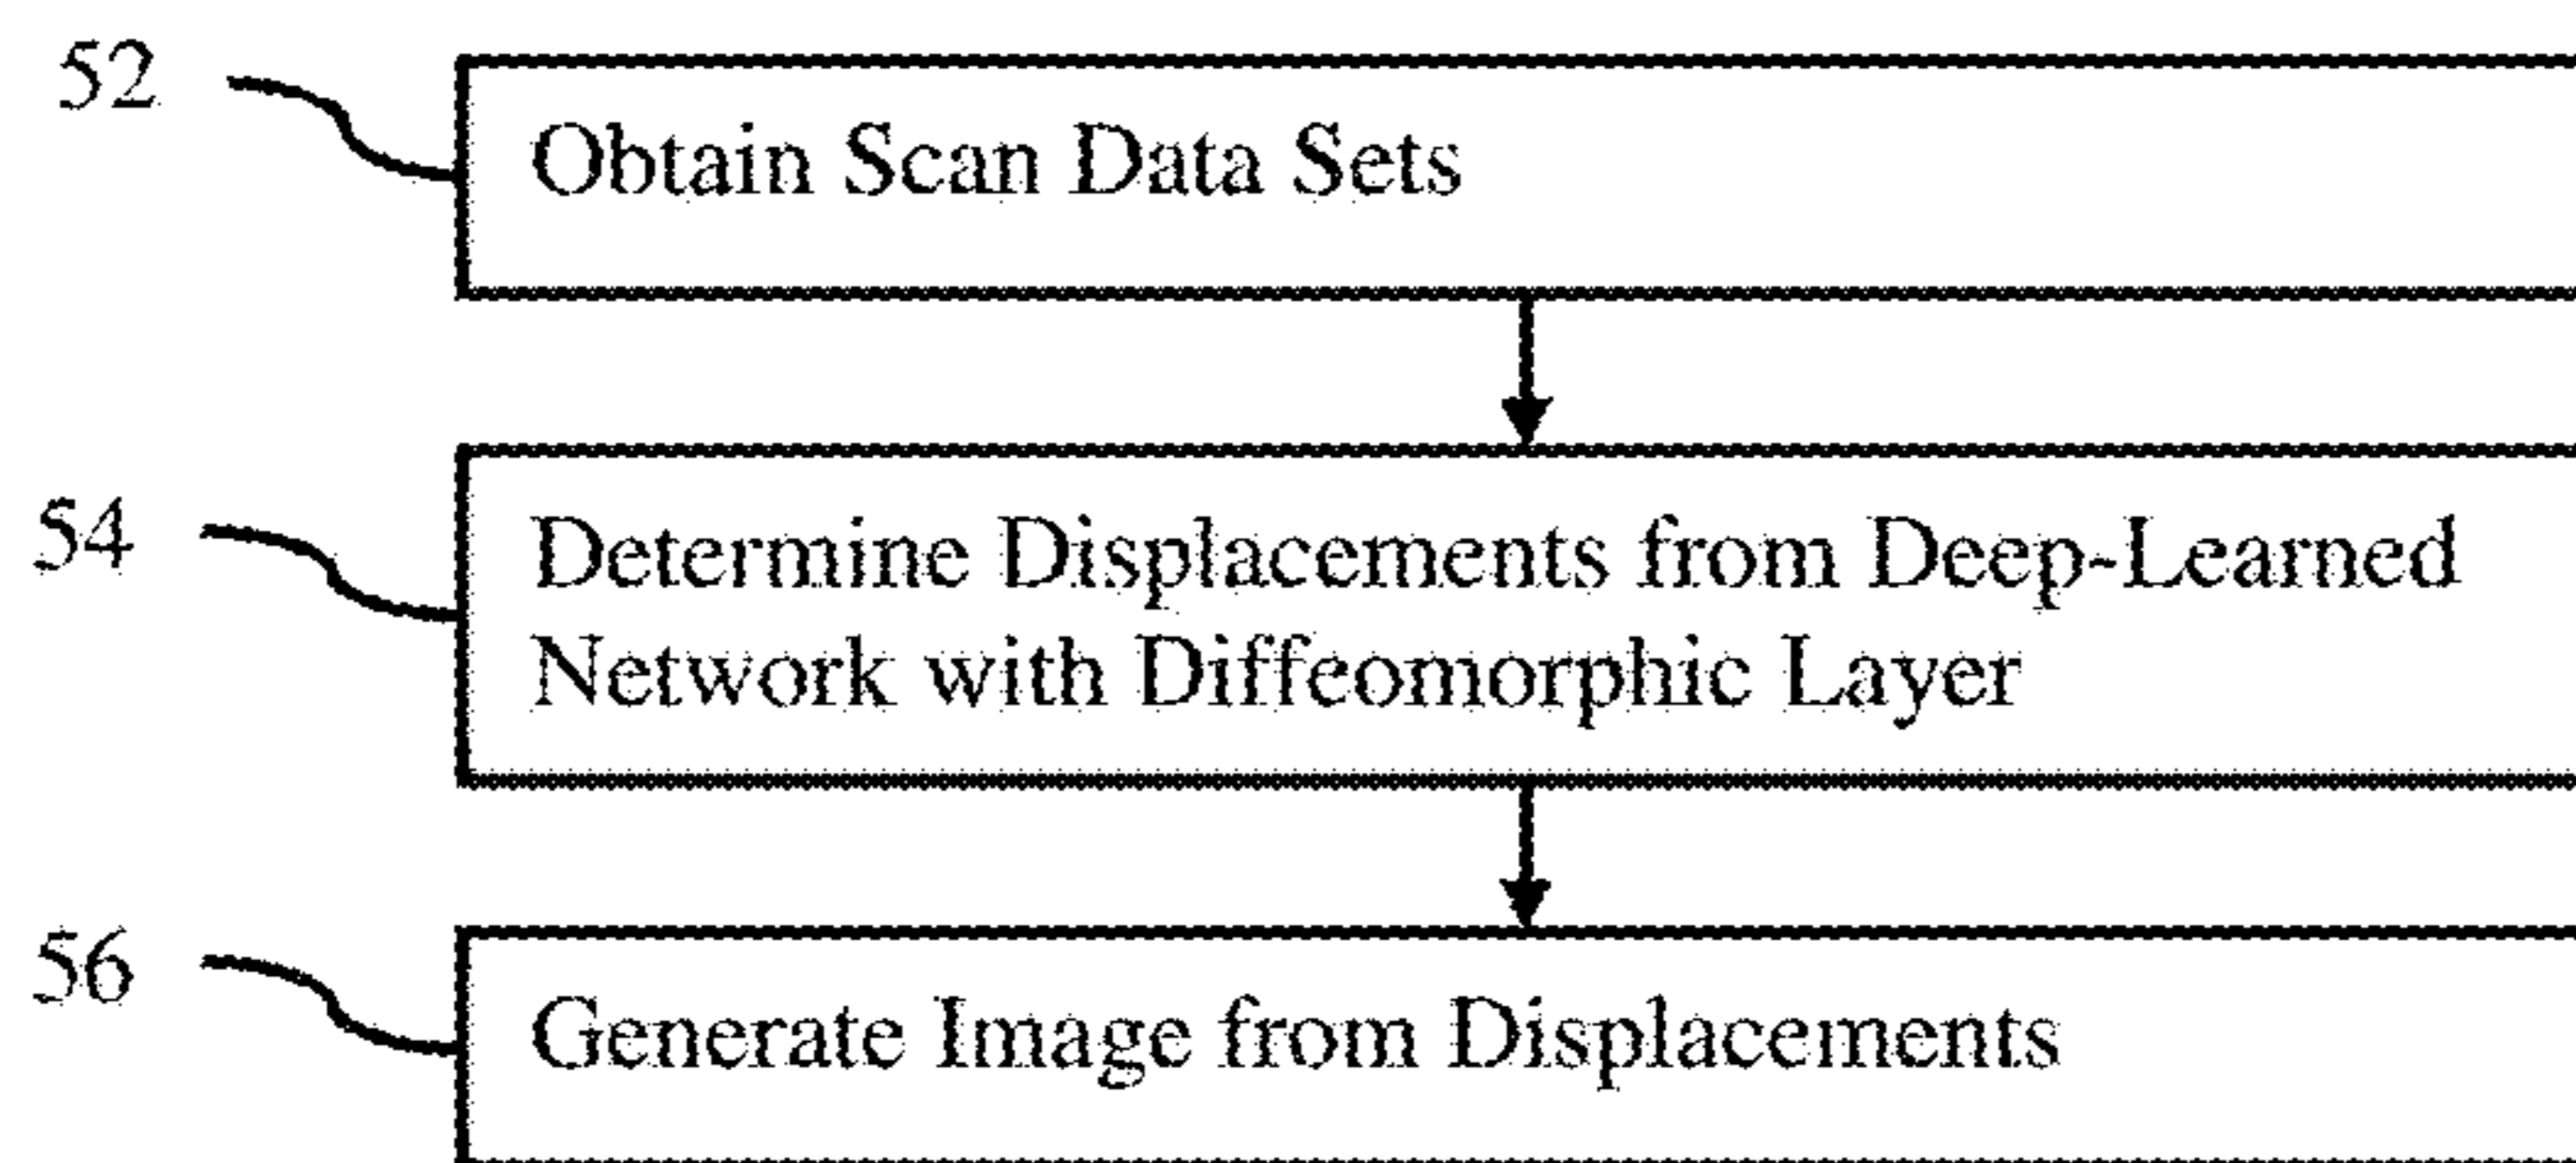 52
Obtain Scan Data Sets
54
Determine Displacements from Deep-Learned
Network with Diffeomorphic Layer
56
Generate Image from Displacements